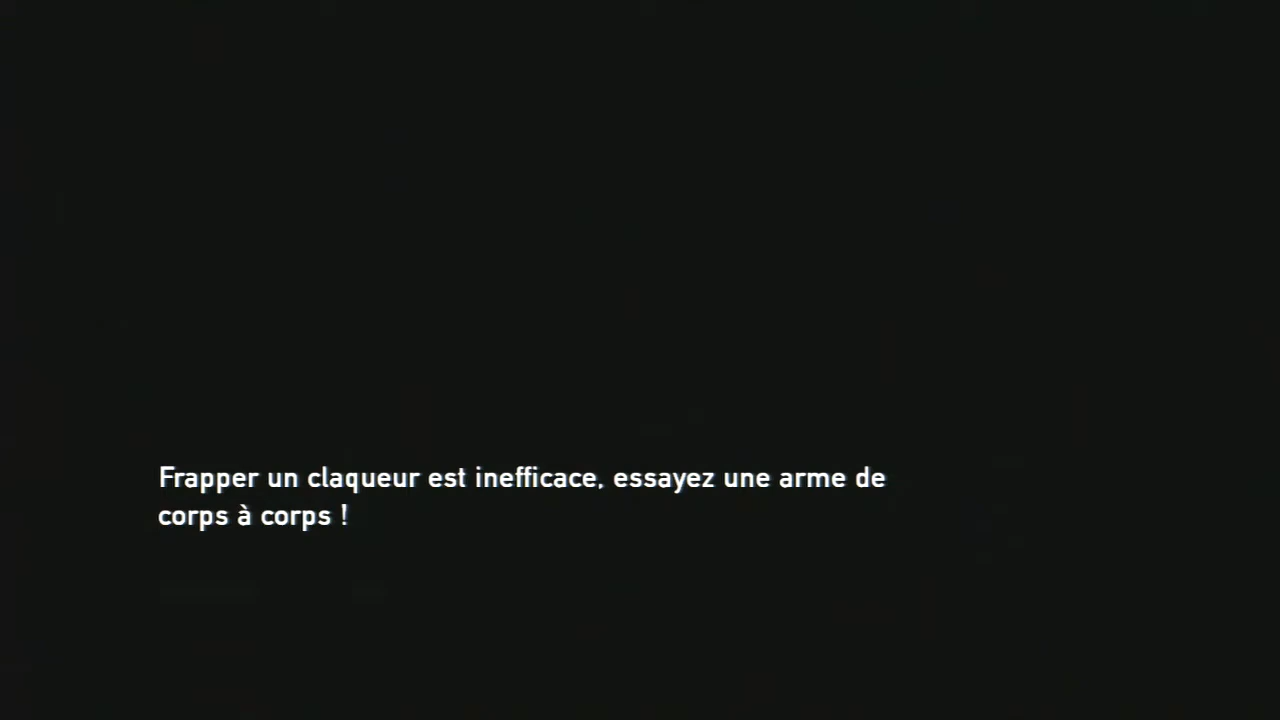 Frapper un claqueur est inefficace, essayez une arme de
corps à corps !